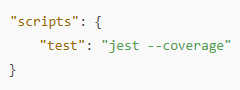 "scripts": {
    "test": "jest --coverage"
}